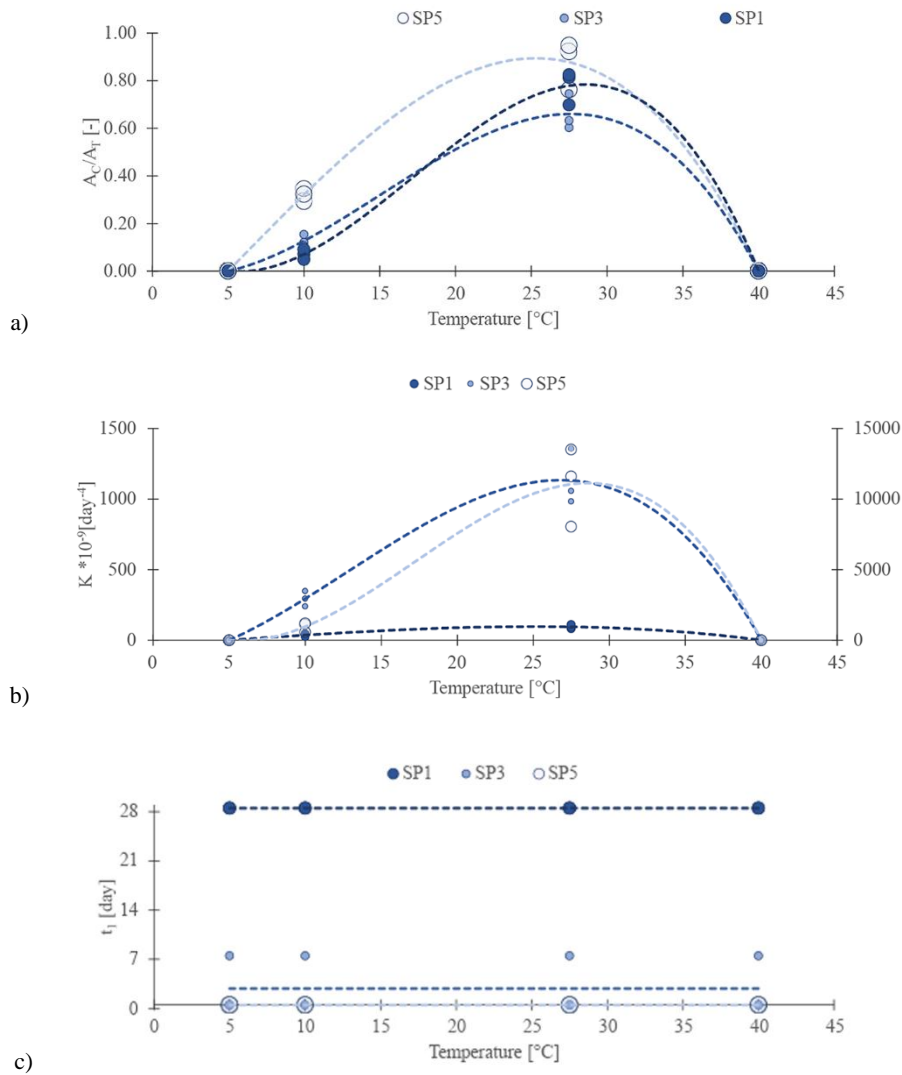 SP5 SP3 SP1
1.00
0.80
0.60
0.40
0.20
0.00
A_C/A_T [-]
0 5 10 15 20 25 30 35 40 45
Temperature [°C]
a)
SP1 SP3 SP5
1500 15000
1000 10000
500 5000
0 0
K *10⁻⁹[day⁻⁴]
0 5 10 15 20 25 30 35 40 45
Temperature [°C]
b)
SP1 SP3 SP5
28
21
14
7
0
t₁ [day]
0 5 10 15 20 25 30 35 40 45
Temperature [°C]
c)